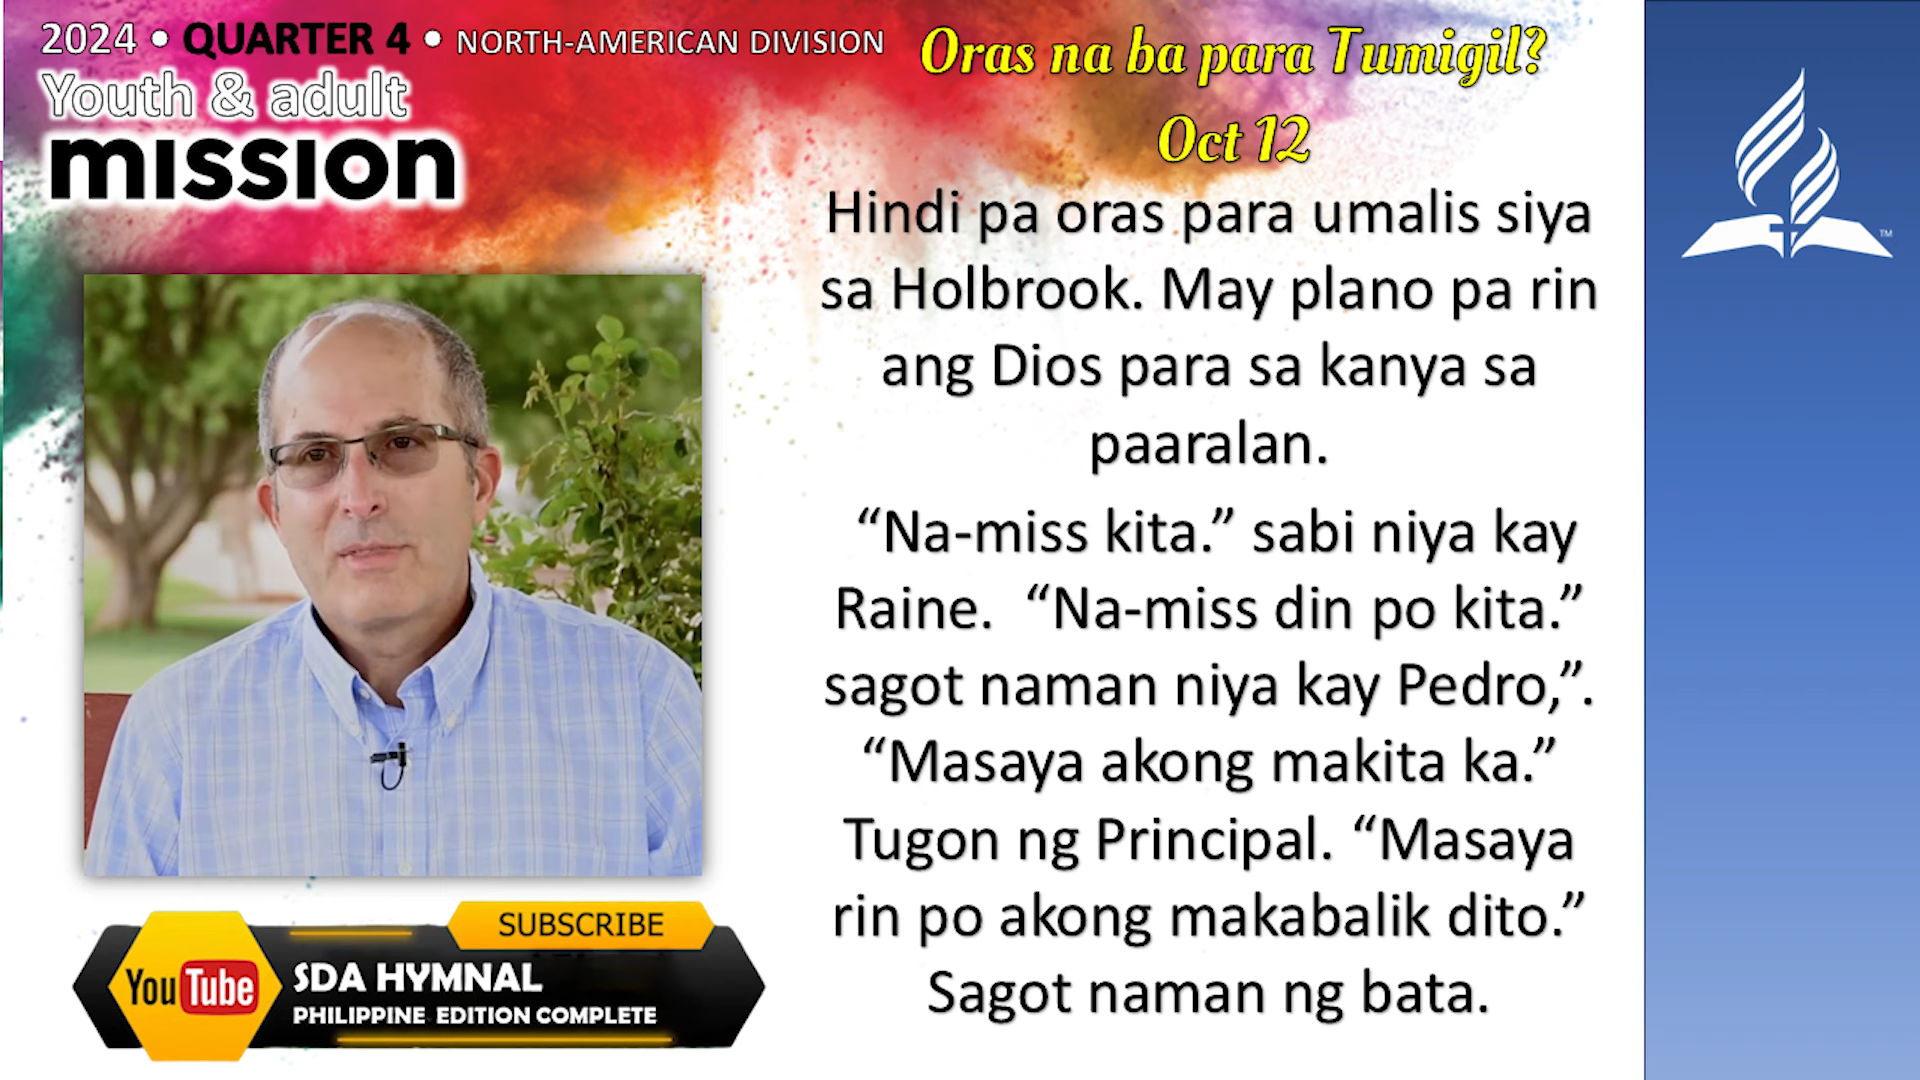 2024 • QUARTER 4 • NORTH-AMERICAN DIVISION
Youth & adult
mission
Oras na ba para Tumigil?
Oct 12
Hindi pa oras para umalis siya
sa Holbrook. May plano pa rin
ang Dios para sa kanya sa
paaralan.
“Na-miss kita.” sabi niya kay
Raine.  “Na-miss din po kita.”
sagot naman niya kay Pedro,”.
“Masaya akong makita ka.”
Tugon ng Principal. “Masaya
rin po akong makabalik dito.”
Sagot naman ng bata.
SUBSCRIBE
YouTube
SDA HYMNAL
PHILIPPINE EDITION COMPLETE
TM